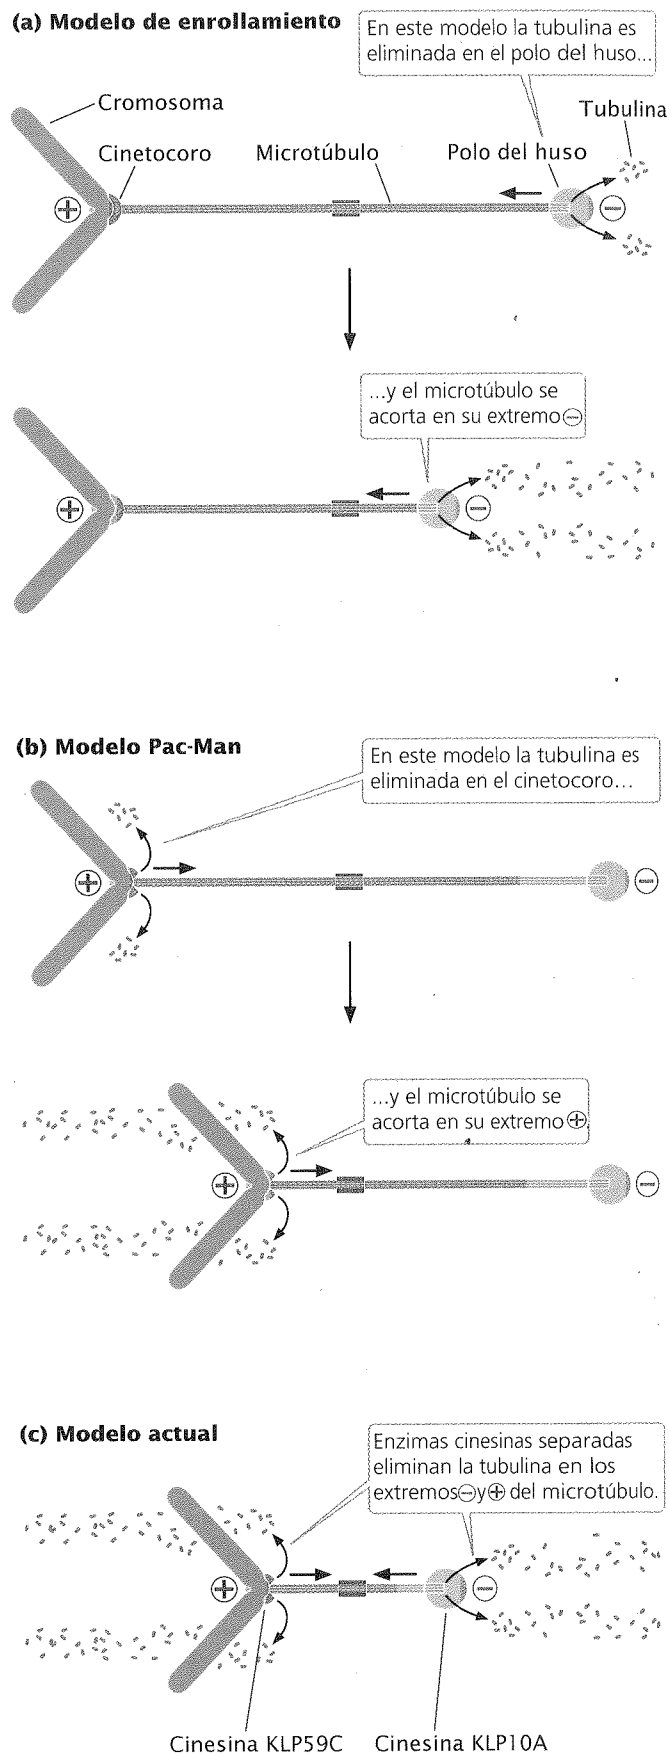 (a) Modelo de enrollamiento
En este modelo la tubulina es
eliminada en el polo del huso...
Cromosoma
Tubulina
Cinetocoro
Microtúbulo
Polo del huso
+
−
...y el microtúbulo se
acorta en su extremo −
+
−
(b) Modelo Pac-Man
En este modelo la tubulina es
eliminada en el cinetocoro...
+
−
...y el microtúbulo se
acorta en su extremo +.
+
−
(c) Modelo actual
Enzimas cinesinas separadas
eliminan la tubulina en los
extremos − y + del microtúbulo.
+
−
Cinesina KLP59C
Cinesina KLP10A